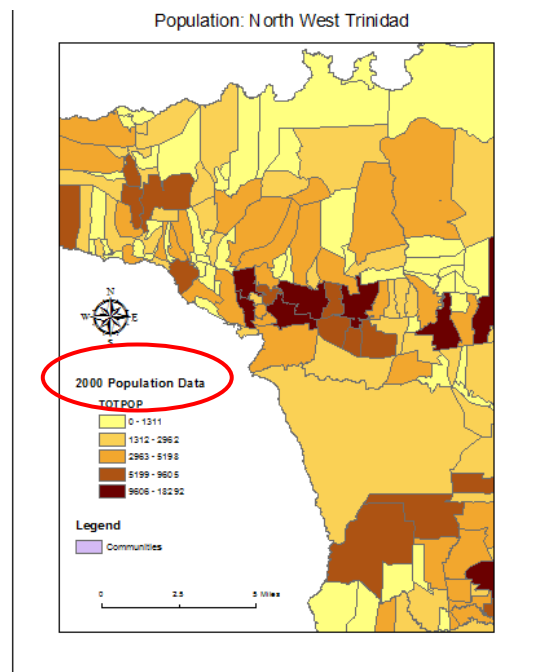 Population: North West Trinidad
N
W E
S
2000 Population Data
TOTPOP
0 - 1311
1312 - 2962
2963 - 5198
5199 - 9605
9606 - 18292
Legend
Communities
0 2.5 5 Miles